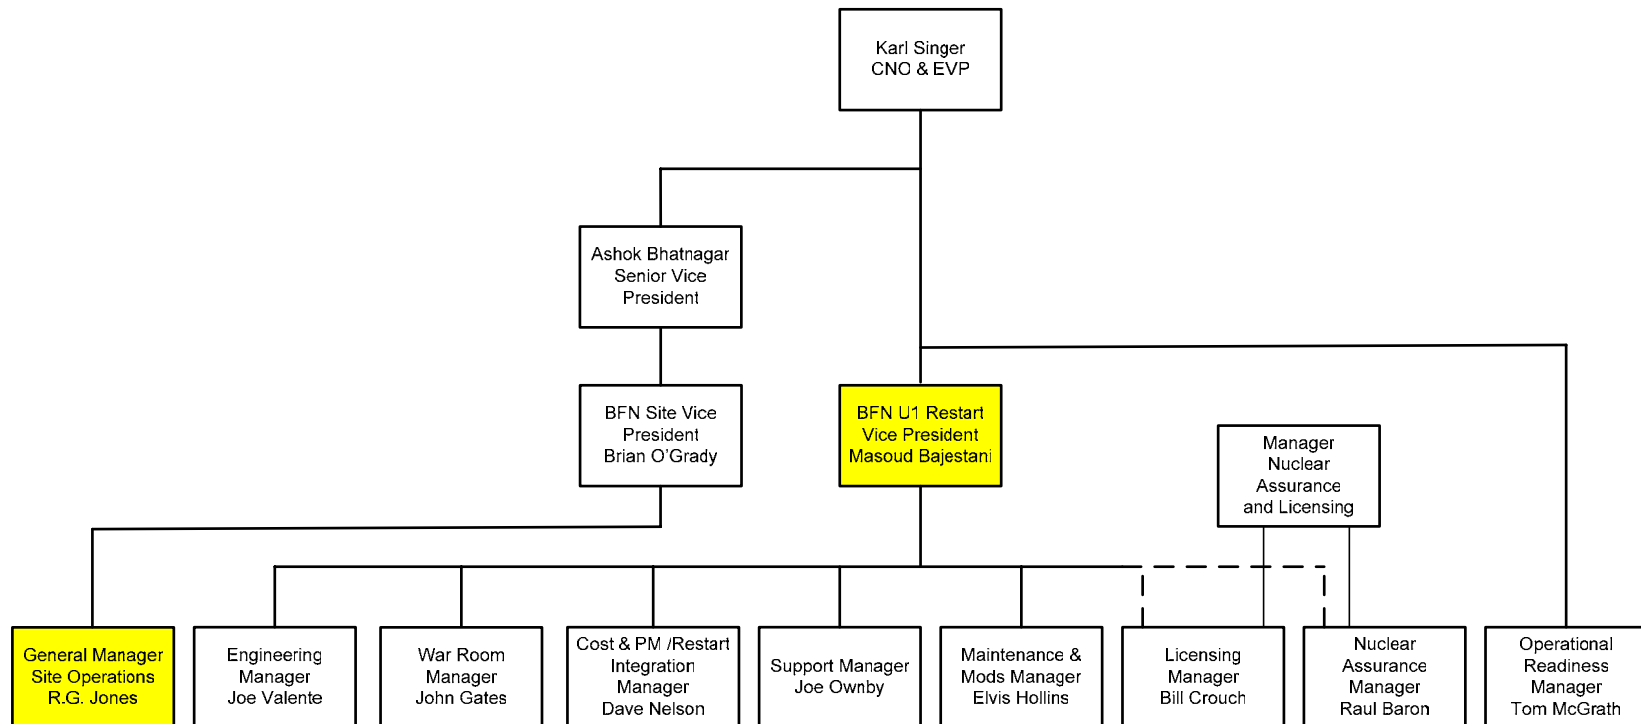 Karl Singer
CNO & EVP
Ashok Bhatnagar
Senior Vice
President
BFN Site Vice
President
Brian O'Grady
BFN U1 Restart
Vice President
Masoud Bajestani
Manager
Nuclear
Assurance
and Licensing
General Manager
Site Operations
R.G. Jones
Engineering
Manager
Joe Valente
War Room
Manager
John Gates
Cost & PM /Restart
Integration
Manager
Dave Nelson
Support Manager
Joe Ownby
Maintenance &
Mods Manager
Elvis Hollins
Licensing
Manager
Bill Crouch
Nuclear
Assurance
Manager
Raul Baron
Operational
Readiness
Manager
Tom McGrath